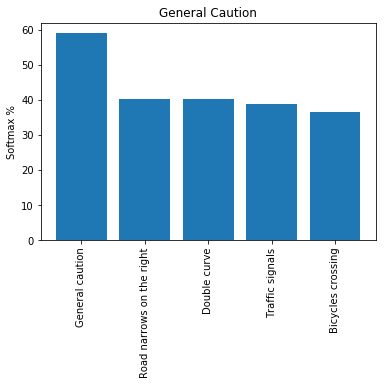 General Caution
Softmax %
60
50
40
30
20
10
0
General caution
Road narrows on the right
Double curve
Traffic signals
Bicycles crossing